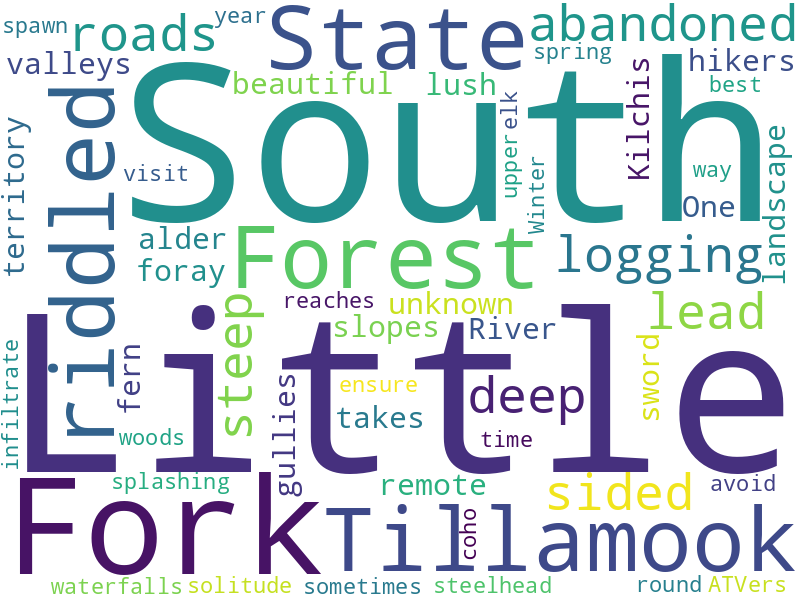 spawn
roads
year
State
abandoned
valleys
beautiful
lush
spring
hikers
best
riddled
South
visit
upper
elk
Kilchis
way
One
territory
Winter
landscape
alder
foray
Forest
logging
steep
reaches
unknown
slopes
River
lead
Little
infiltrate
fern
ensure
deep
sword
takes
time
woods
gullies
splashing
remote
sided
avoid
Fork
Tillamook
coho
waterfalls
solitude
sometimes
steelhead
round
ATVers